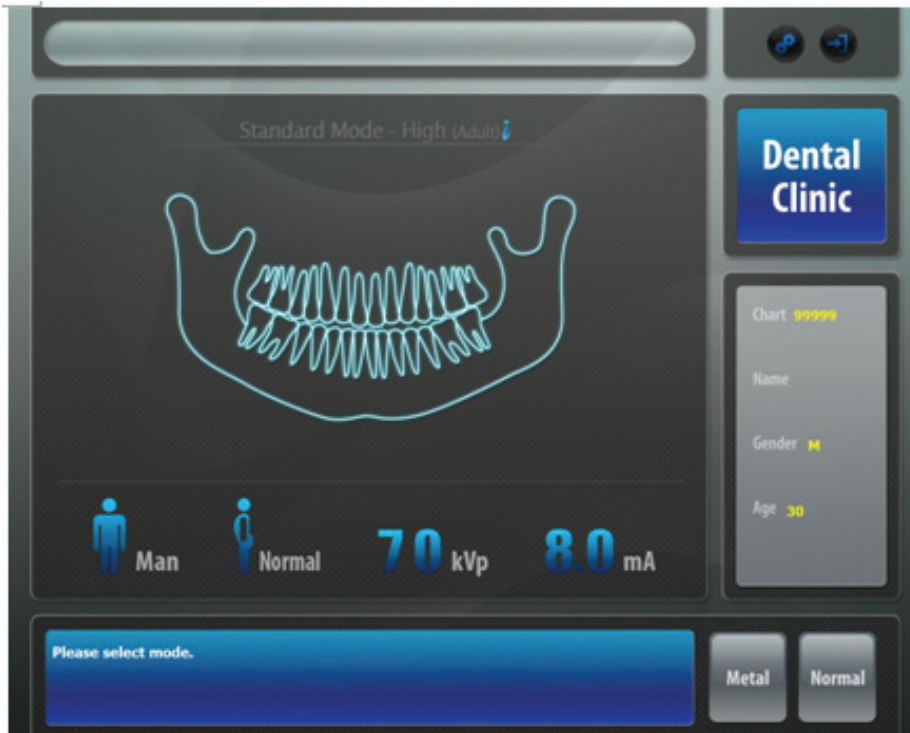 Standard Mode - High (Adult) i
Dental
Clinic
Chart 99999
Name
Gender M
Age 30
Man
Normal
70 kVp
8.0 mA
Please select mode.
Metal
Normal